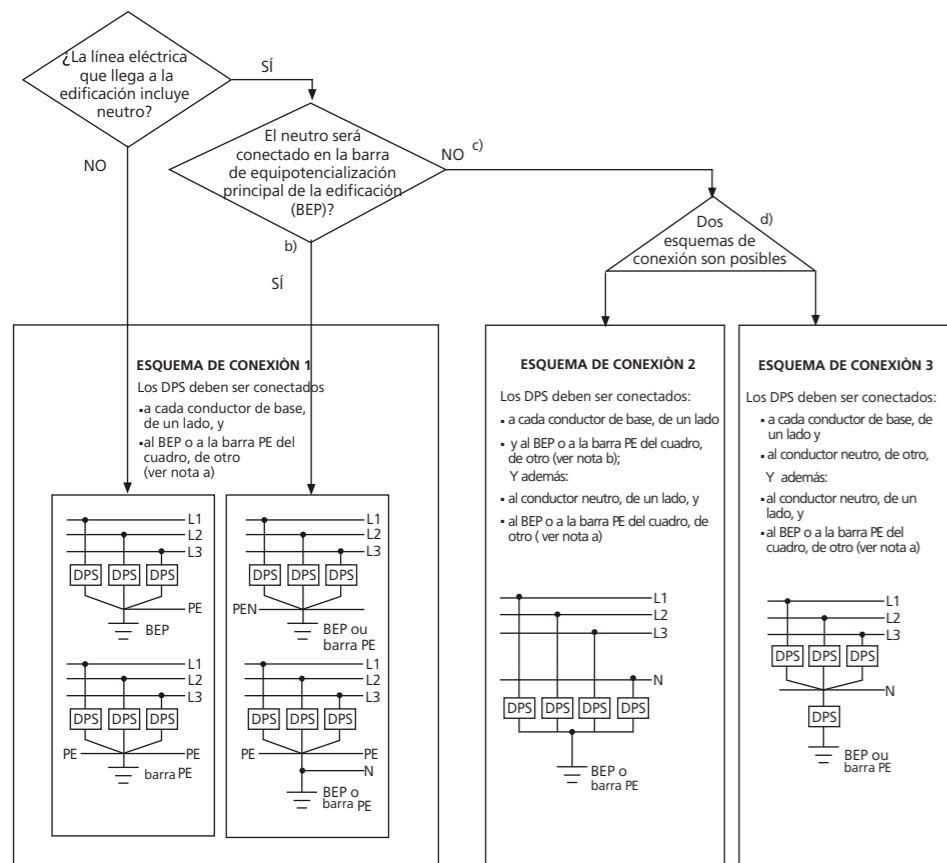 ¿La línea eléctrica
que llega a la
edificación incluye
neutro?
SÍ
NO
El neutro será
conectado en la barra
de equipotencialización
principal de la edificación
(BEP)?
b)
SÍ
NO c)
Dos
d)
esquemas de
conexión son posibles
ESQUEMA DE CONEXIÒN 1
Los DPS deben ser conectados
▪ a cada conductor de base,
de un lado, y
▪ al BEP o a la barra PE del
cuadro, de otro
(ver nota a)
L1
L2
L3
DPS DPS DPS
PE
BEP
L1
L2
L3
DPS DPS DPS
PE PE
barra PE
L1
L2
L3
DPS DPS DPS
PEN
BEP ou
barra PE
L1
L2
L3
DPS DPS DPS
PE PE
N
BEP o
barra PE
ESQUEMA DE CONEXIÒN 2
Los DPS deben ser conectados:
▪ a cada conductor de base, de un lado
▪ y al BEP o a la barra PE del cuadro,
de otro (ver nota b);
Y además:
▪ al conductor neutro, de un lado, y
▪ al BEP o a la barra PE del cuadro, de
otro ( ver nota a)
L1
L2
L3
N
DPS DPS DPS DPS
BEP o
barra PE
ESQUEMA DE CONEXIÒN 3
Los DPS deben ser conectados:
▪ a cada conductor de base, de
un lado y
▪ al conductor neutro, de otro,
Y además:
▪ al conductor neutro, de un
lado, y
▪ al BEP o a la barra PE del
cuadro, de otro (ver nota a)
L1
L2
L3
DPS DPS DPS
N
DPS
BEP ou
barra PE